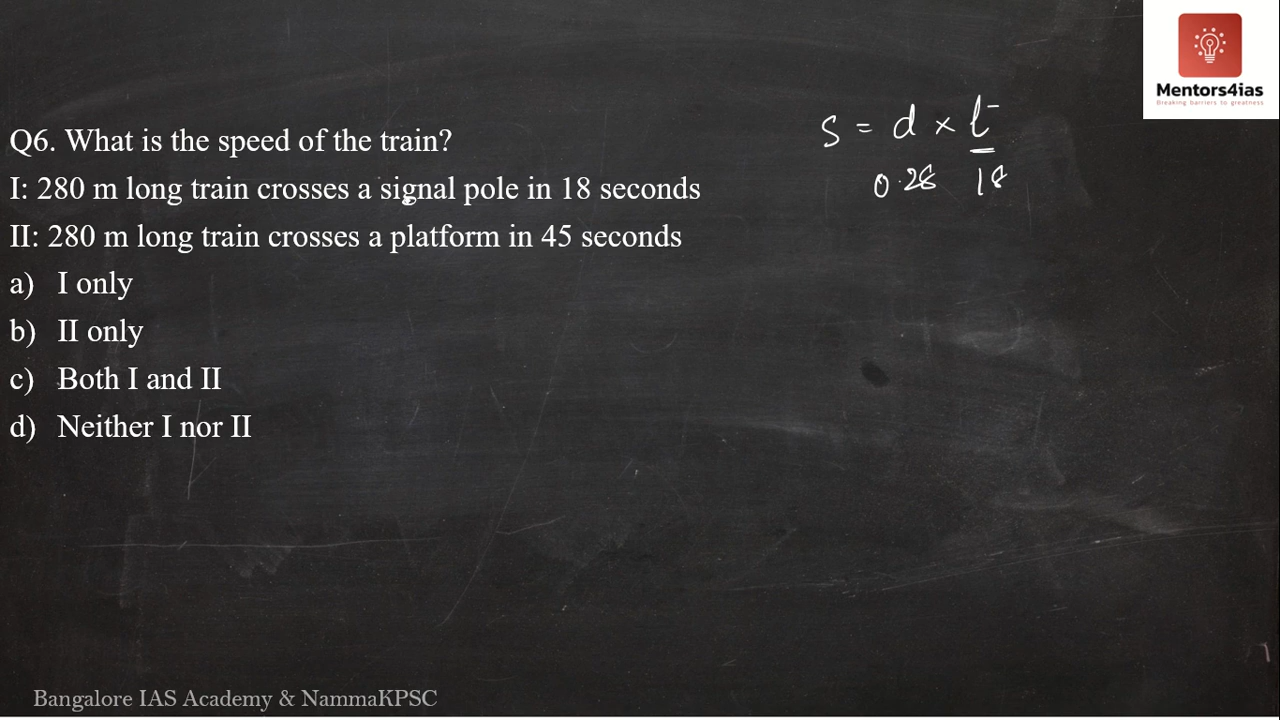 Mentors4ias
Breaking barriers to greatness
S = d × t
0.28 18
Q6. What is the speed of the train?
I: 280 m long train crosses a signal pole in 18 seconds
II: 280 m long train crosses a platform in 45 seconds
a) I only
b) II only
c) Both I and II
d) Neither I nor II
Bangalore IAS Academy & NammaKPSC